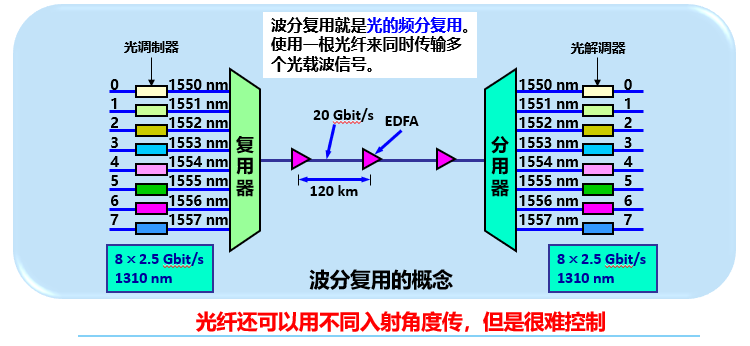 波分复用就是光的频分复用。
使用一根光纤来同时传输多
个光载波信号。
光调制器
光解调器
0 1550 nm
1 1551 nm
2 1552 nm
3 1553 nm
4 1554 nm
5 1555 nm
6 1556 nm
7 1557 nm
复用器
20 Gbit/s
EDFA
120 km
分用器
1550 nm 0
1551 nm 1
1552 nm 2
1553 nm 3
1554 nm 4
1555 nm 5
1556 nm 6
1557 nm 7
8 × 2.5 Gbit/s
1310 nm
波分复用的概念
8 × 2.5 Gbit/s
1310 nm
光纤还可以用不同入射角度传，但是很难控制